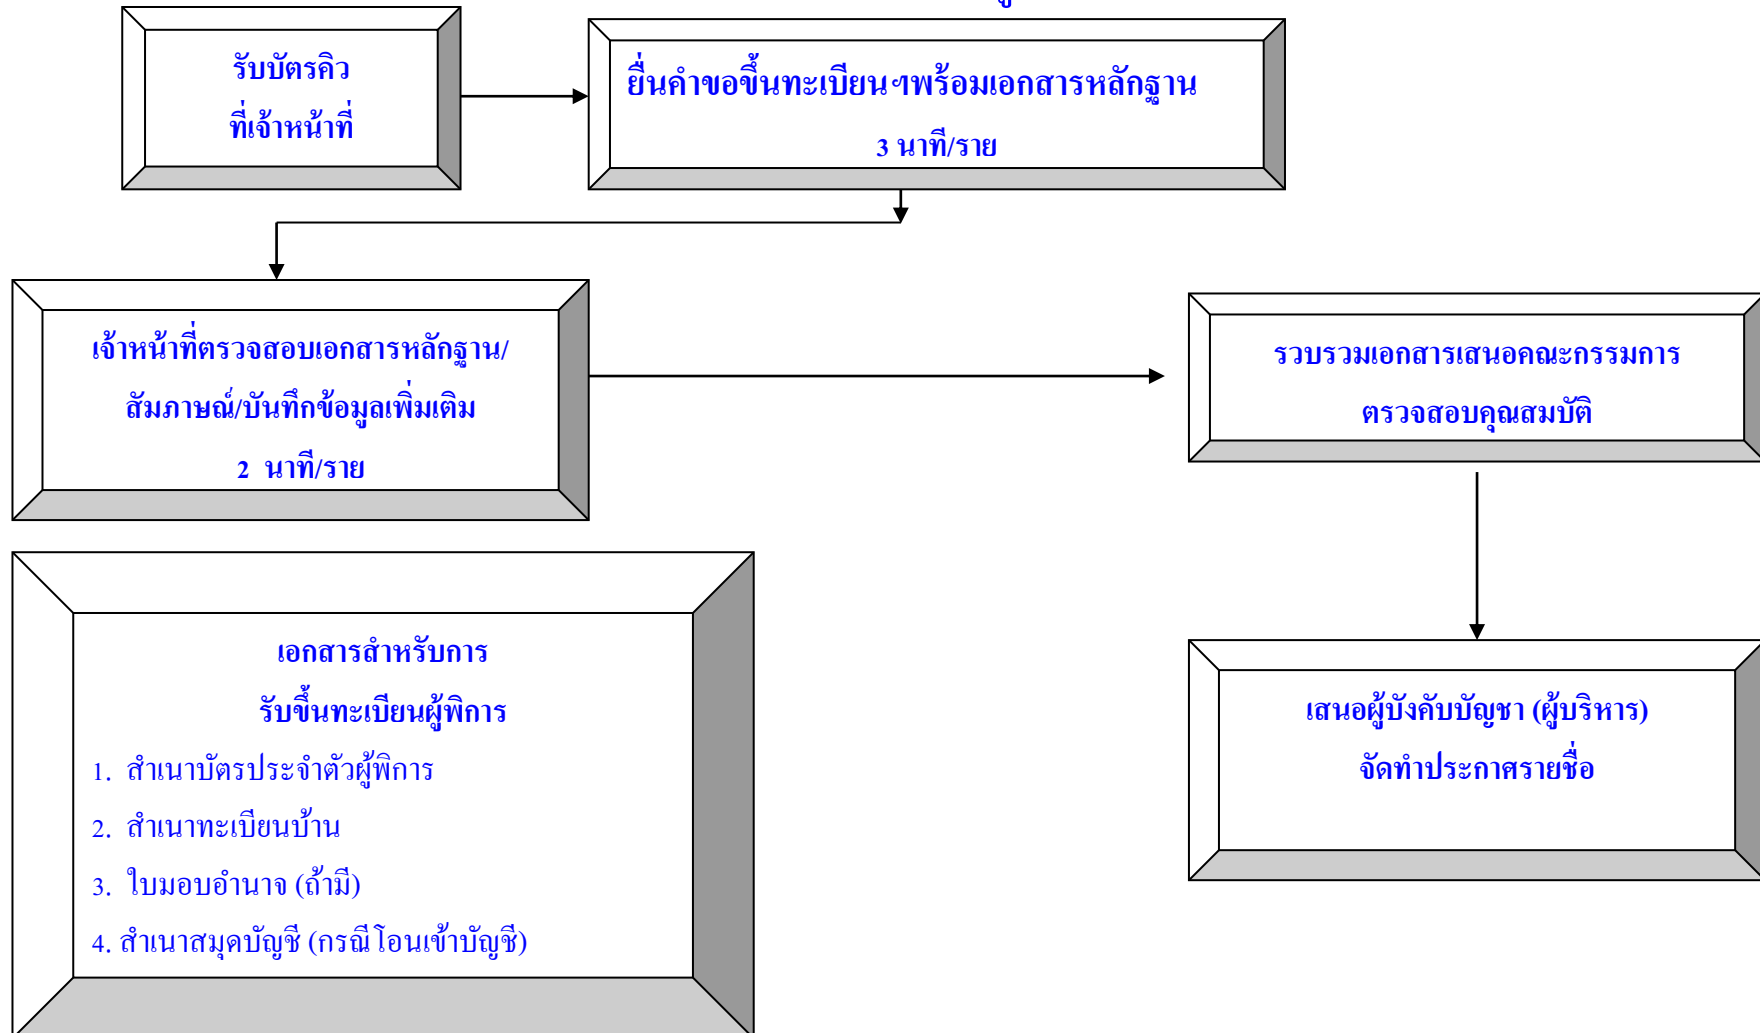 รับบัตรคิว
ที่เจ้าหน้าที่
ยื่นคำขอขึ้นทะเบียนฯพร้อมเอกสารหลักฐาน
3 นาที/ราย
เจ้าหน้าที่ตรวจสอบเอกสารหลักฐาน/
สัมภาษณ์/บันทึกข้อมูลเพิ่มเติม
2 นาที/ราย
รวบรวมเอกสารเสนอคณะกรรมการ
ตรวจสอบคุณสมบัติ
เสนอผู้บังคับบัญชา (ผู้บริหาร)
จัดทำประกาศรายชื่อ
เอกสารสำหรับการ
รับขึ้นทะเบียนผู้พิการ
1. สำเนาบัตรประจำตัวผู้พิการ
2. สำเนาทะเบียนบ้าน
3. ใบมอบอำนาจ (ถ้ามี)
4. สำเนาสมุดบัญชี (กรณีโอนเข้าบัญชี)